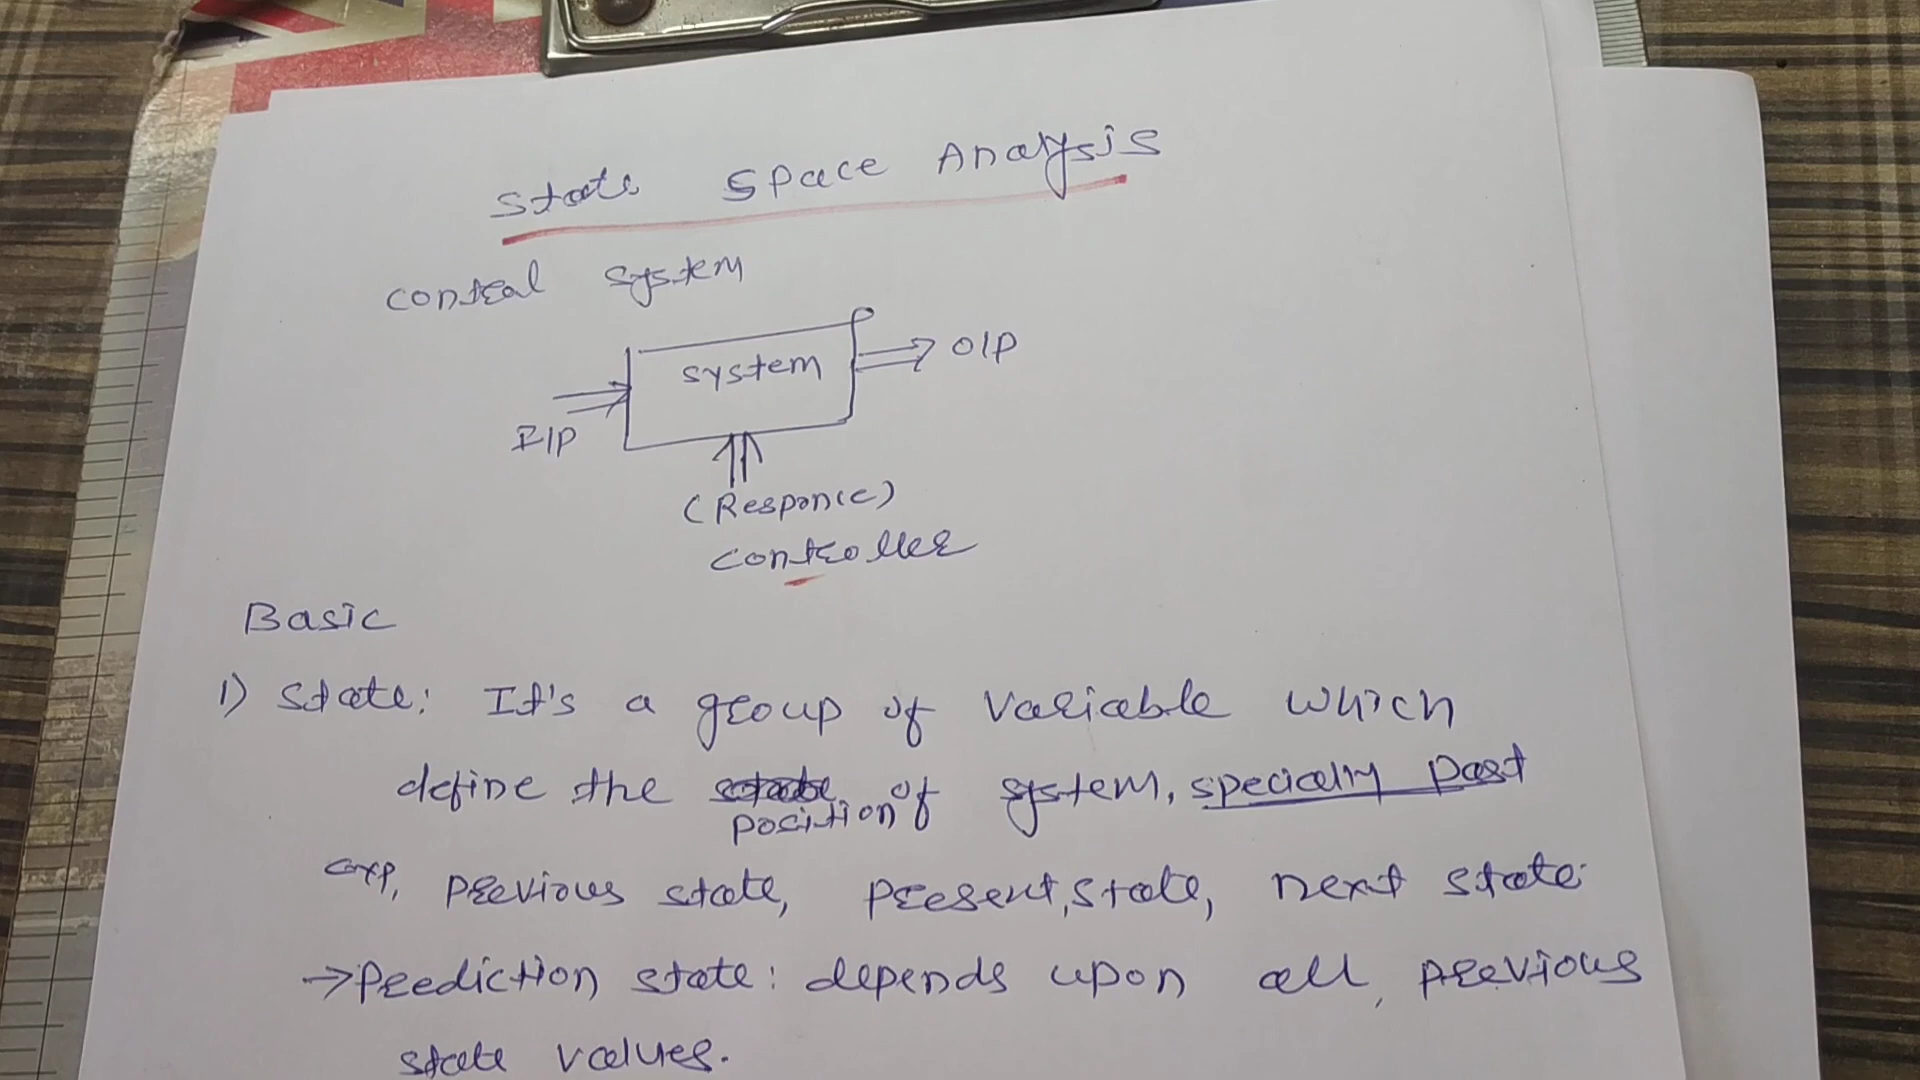 State Space Analysis
control system
system
O/P
I/P
(Responce)
controller
Basic
1) State: It's a group of variable which
define the position of system, specially past
exp, previous state, present, state, next state.
→Prediction state: depends upon all, previous
state values.